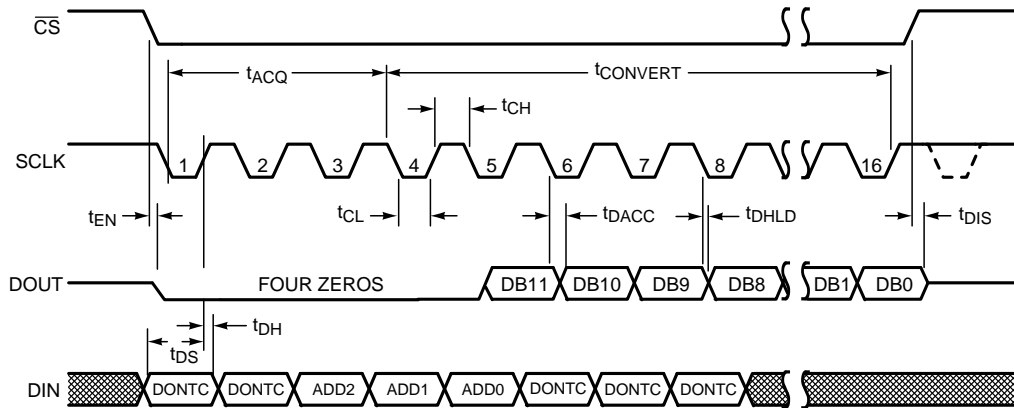 CS
tACQ
tCONVERT
tCH
SCLK
1 2 3 4 5 6 7 8 16
tEN
tCL
tDACC
tDHLD
tDIS
DOUT
FOUR ZEROS
DB11 DB10 DB9 DB8 DB1 DB0
tDH
tDS
DIN
DONTC DONTC ADD2 ADD1 ADD0 DONTC DONTC DONTC